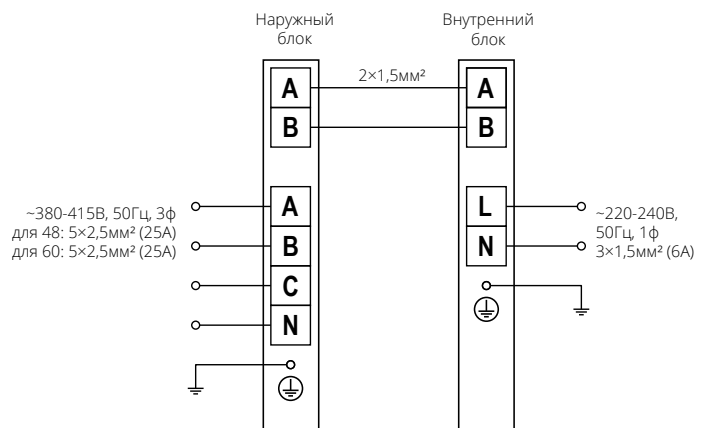 Наружный
блок
Внутренний
блок
2×1,5мм²
A
B
A
B
~380-415В, 50Гц, 3ф
для 48: 5×2,5мм² (25А)
для 60: 5×2,5мм² (25А)
A
B
C
N
L
N
~220-240В,
50Гц, 1ф
3×1,5мм² (6А)